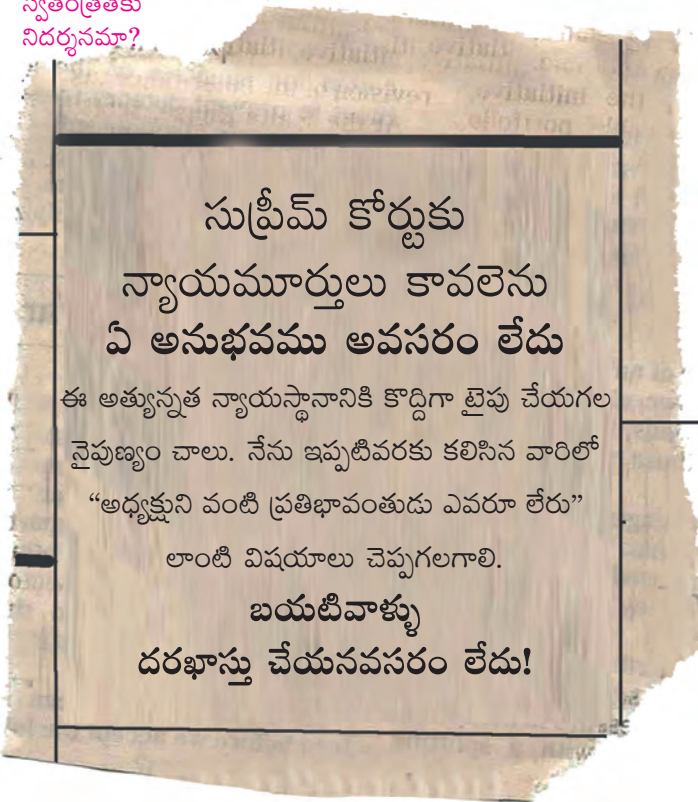 స్వతంత్రతకు
నిదర్శనమా?
సుప్రీమ్ కోర్టుకు
న్యాయమూర్తులు కావలెను
ఏ అనుభవము అవసరం లేదు
ఈ అత్యున్నత న్యాయస్థానానికి కొద్దిగా టైపు చేయగల
నైపుణ్యం చాలు. నేను ఇప్పటివరకు కలిసిన వారిలో
“అధ్యక్షుని వంటి ప్రతిభావంతుడు ఎవరూ లేరు”
లాంటి విషయాలు చెప్పగలగాలి.
బయటివాళ్ళు
దరఖాస్తు చేయనవసరం లేదు!